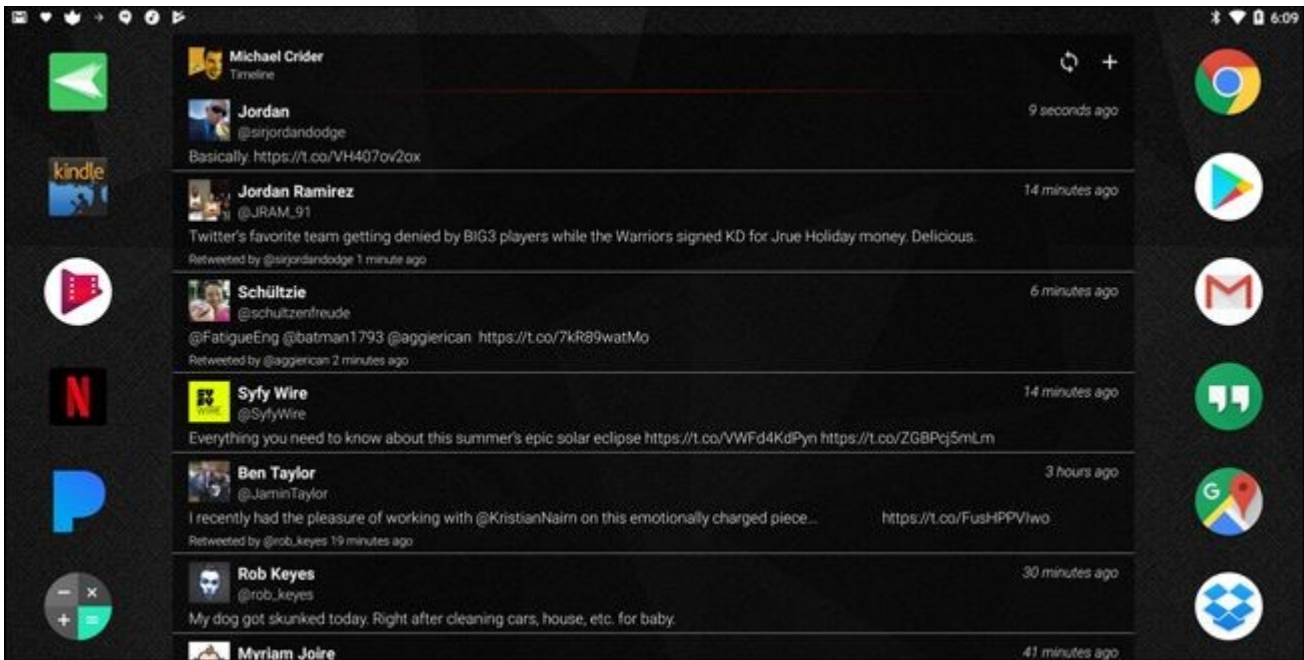 6:09
Michael Crider
Timeline
kindle
Jordan
9 seconds ago
@sirjordandodge
Basically. https://t.co/VH407ov2ox
Jordan Ramirez
14 minutes ago
@JRAM_91
Twitter's favorite team getting denied by BIG3 players while the Warriors signed KD for Jrue Holiday money. Delicious.
Retweeted by @sirjordandodge 1 minute ago
Schültzie
6 minutes ago
@schultzenfreude
@FatigueEng @batman1793 @aggierican https://t.co/7kR89watMo
Retweeted by @aggierican 2 minutes ago
SYFY
WIRE
Syfy Wire
14 minutes ago
@SyfyWire
Everything you need to know about this summer's epic solar eclipse https://t.co/VWFd4KdPyn https://t.co/ZGBPcj5mLm
Ben Taylor
3 hours ago
@JaminTaylor
I recently had the pleasure of working with @KristianNairn on this emotionally charged piece... https://t.co/FusHPPVIwo
Retweeted by @rob_keyes 19 minutes ago
G
Rob Keyes
30 minutes ago
@rob_keyes
My dog got skunked today. Right after cleaning cars, house, etc. for baby.
Myriam Joire
41 minutes ago